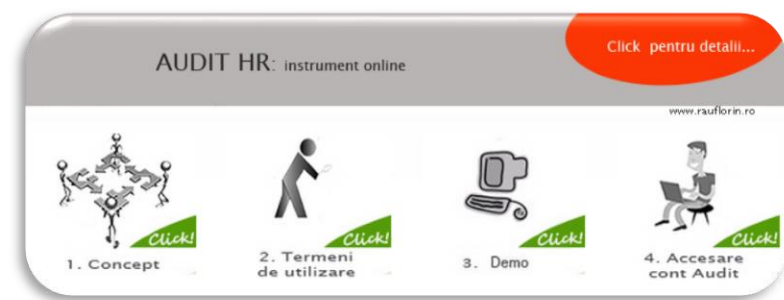 AUDIT HR: instrument online
Click pentru detalii...
www.rauflorin.ro
Click!
1. Concept
Click!
2. Termeni
de utilizare
Click!
3. Demo
Click!
4. Accesare
cont Audit